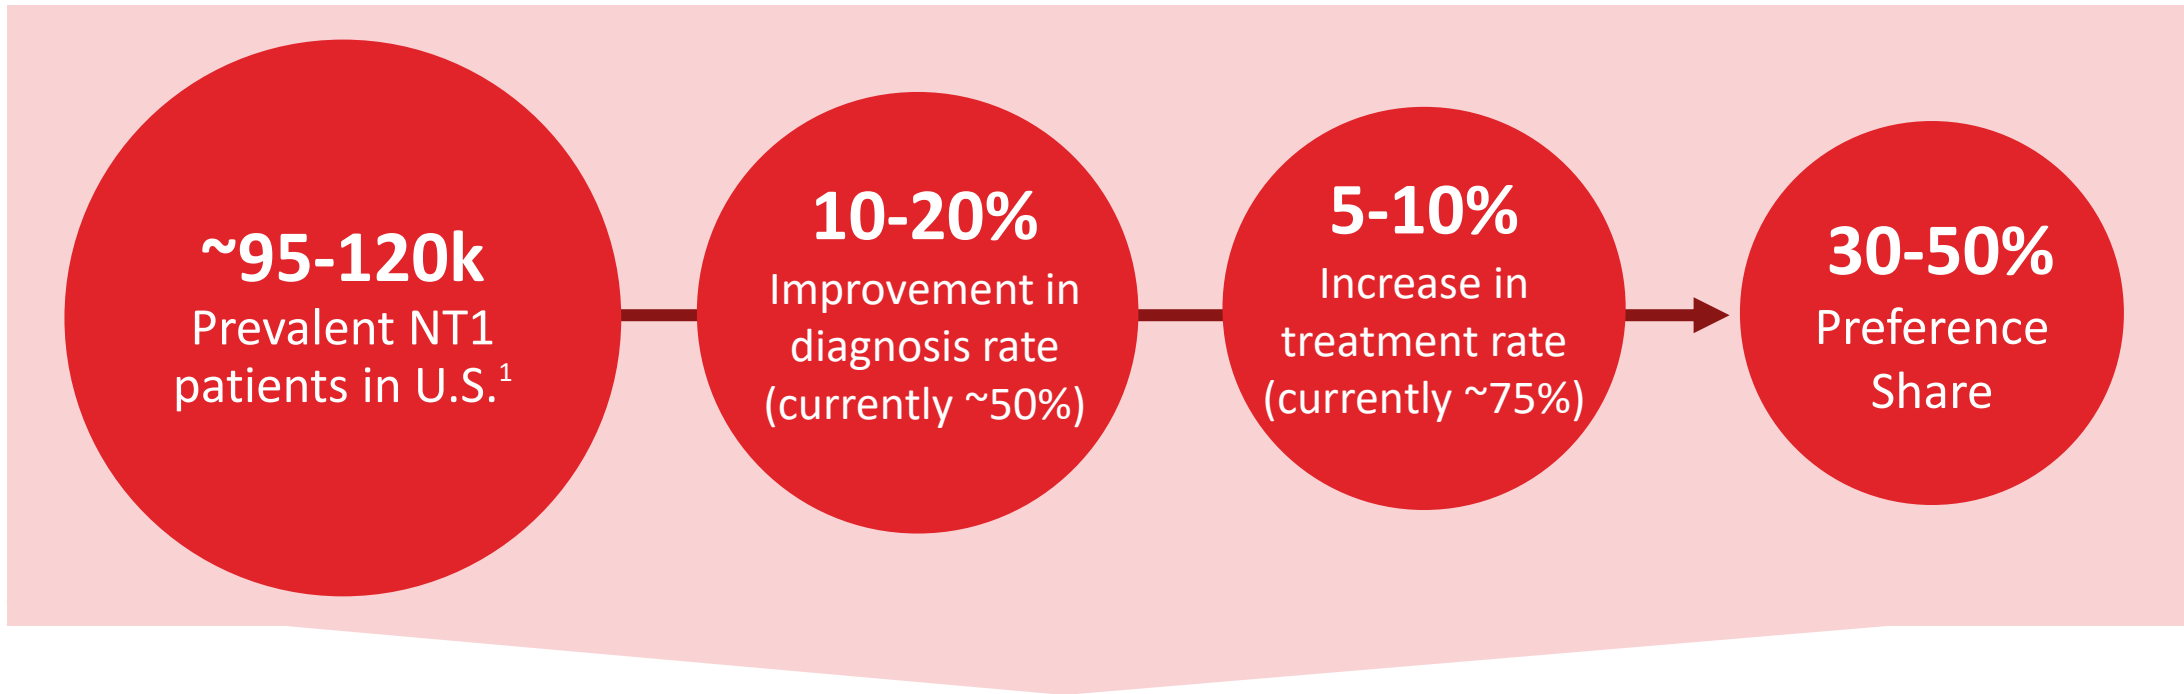 ~95-120k
Prevalent NT1
patients in U.S.¹
10-20%
Improvement in
diagnosis rate
(currently ~50%)
5-10%
Increase in
treatment rate
(currently ~75%)
30-50%
Preference
Share